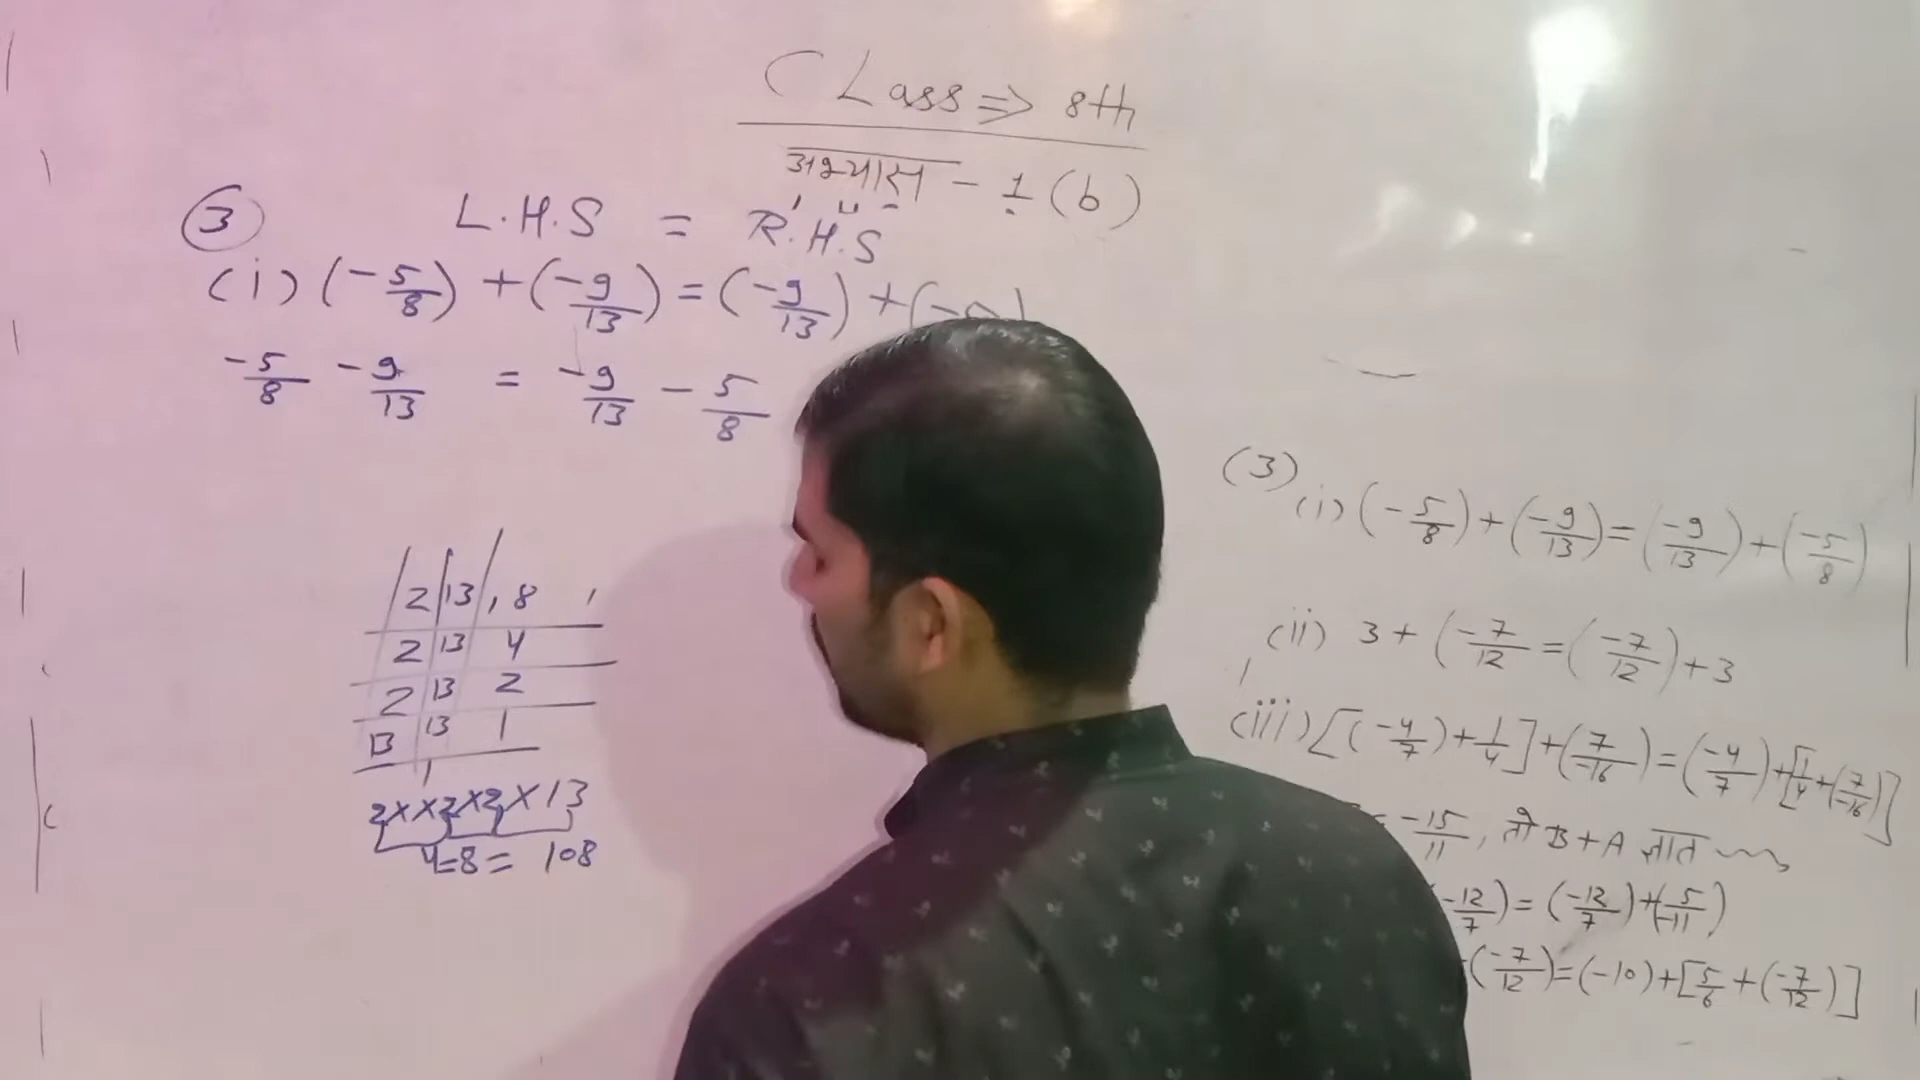 CLass ⇒ 8th
अभ्यास - 1 (b)
③ L.H.S = R.H.S
(i) (-5/8) + (-9/13) = (-9/13) + (-
-5/8 - 9/13 = -9/13 - 5/8
2 | 13, 8
2 | 13 4
2 | 13 2
13 | 13 1
1
2××2×2×13
4=8= 108
(3)
(i) (-5/8) + (-9/13) = (-9/13) + (-5/8)
(ii) 3 + (-7/12 = (-7/12) + 3
(iii) [(-4/7) + 1/4] + (7/-16) = (-4/7) + [1/4 + (7/-16)]
-15/11, तो B + A ज्ञात
-12/7) = (-12/7) + (5/-11)
(-7/12) = (-10) + [5/6 + (-7/12)]